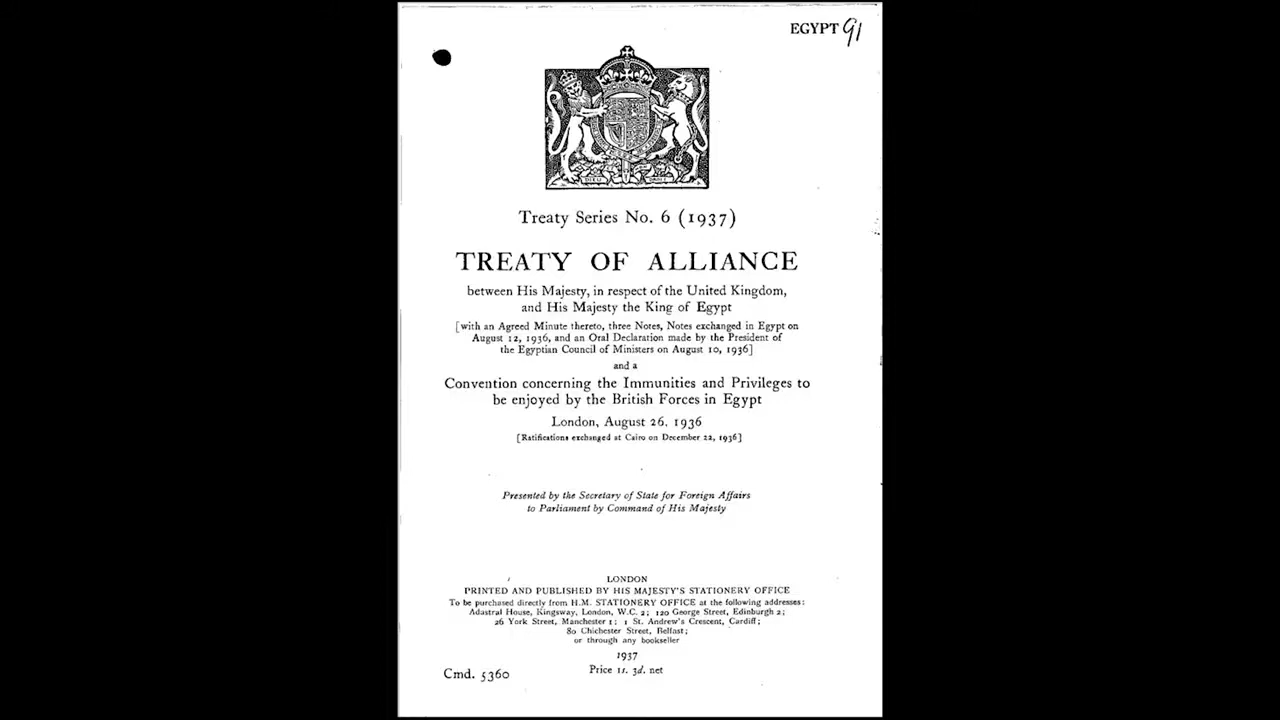 EGYPT 91
DIEU DROIT
Treaty Series No. 6 (1937)
TREATY OF ALLIANCE
between His Majesty, in respect of the United Kingdom,
and His Majesty the King of Egypt
[with an Agreed Minute thereto, three Notes, Notes exchanged in Egypt on
August 12, 1936, and an Oral Declaration made by the President of
the Egyptian Council of Ministers on August 10, 1936]
and a
Convention concerning the Immunities and Privileges to
be enjoyed by the British Forces in Egypt
London, August 26. 1936
[Ratifications exchanged at Cairo on December 22, 1936]
Presented by the Secretary of State for Foreign Affairs
to Parliament by Command of His Majesty
LONDON
PRINTED AND PUBLISHED BY HIS MAJESTY'S STATIONERY OFFICE
To be purchased directly from H.M. STATIONERY OFFICE at the following addresses:
Adastral House, Kingsway, London, W.C. 2; 120 George Street, Edinburgh 2;
26 York Street, Manchester 1; 1 St. Andrew's Crescent, Cardiff;
80 Chichester Street, Belfast;
or through any bookseller
1937
Price 1s. 3d. net
Cmd. 5360